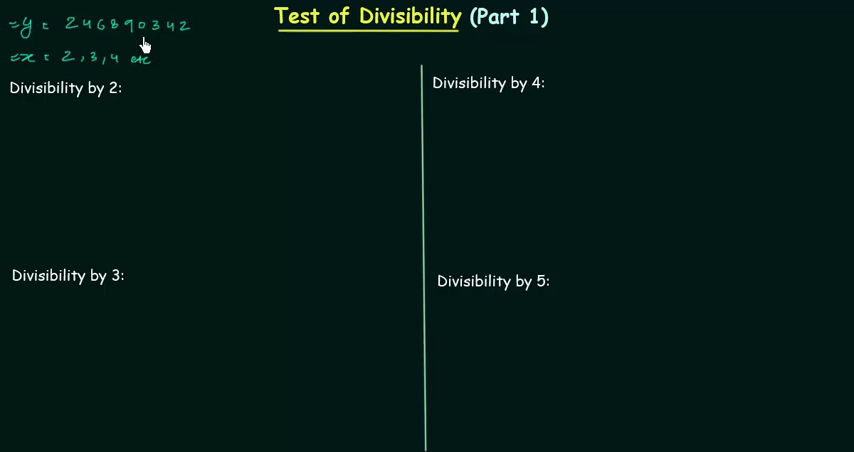 Test of Divisibility (Part 1)
=y = 246890342
=x = 2,3,4 etc
Divisibility by 2:
Divisibility by 3:
Divisibility by 4:
Divisibility by 5: